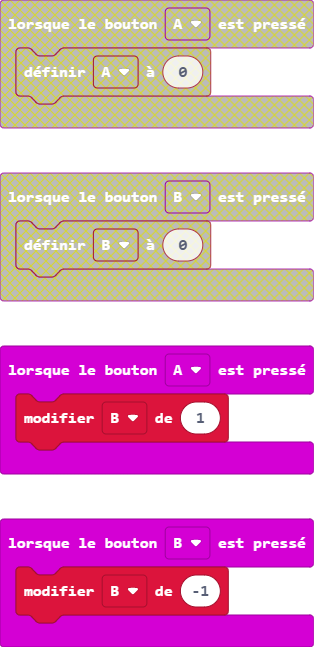 lorsque le bouton A est pressé
définir A à 0
lorsque le bouton B est pressé
définir B à 0
lorsque le bouton A est pressé
modifier B de 1
lorsque le bouton B est pressé
modifier B de -1